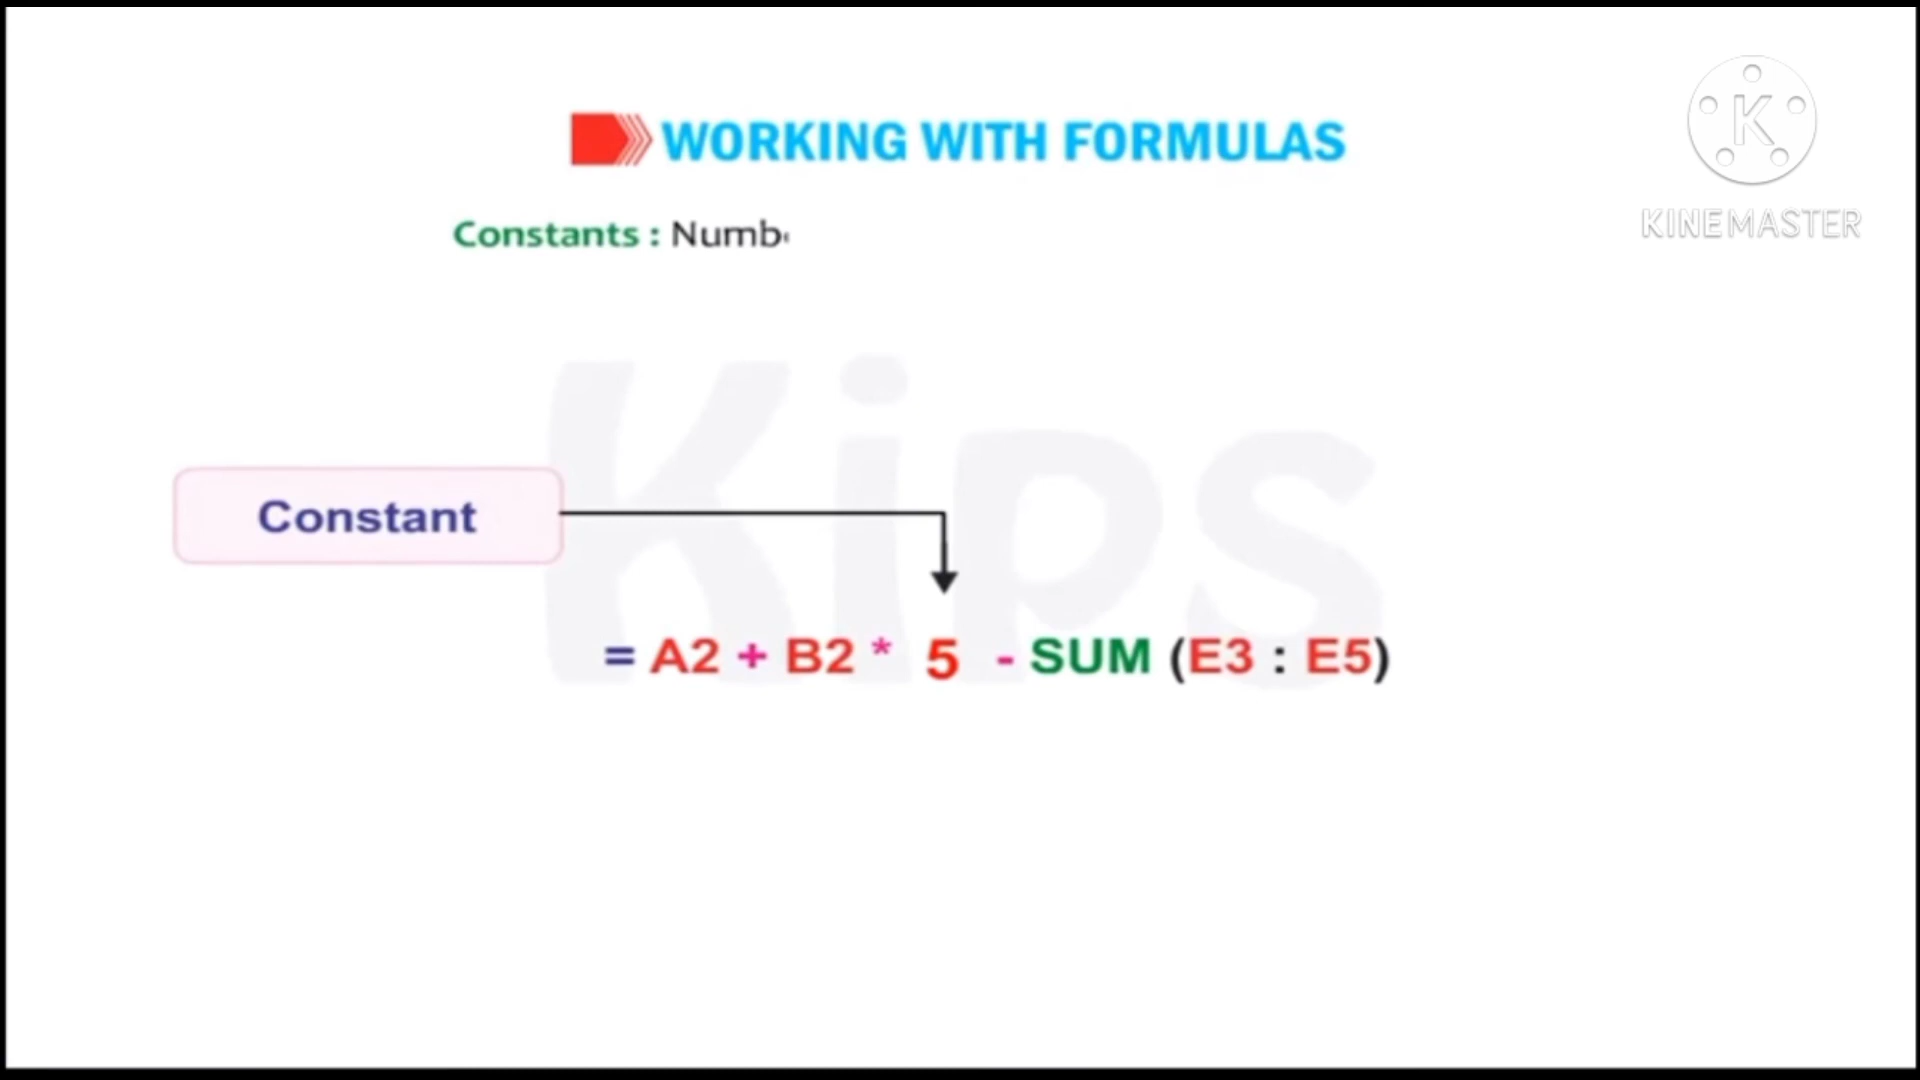 WORKING WITH FORMULAS
K
KINEMASTER
Constants : Numb
Kips
Constant
= A2 + B2 * 5 - SUM (E3 : E5)